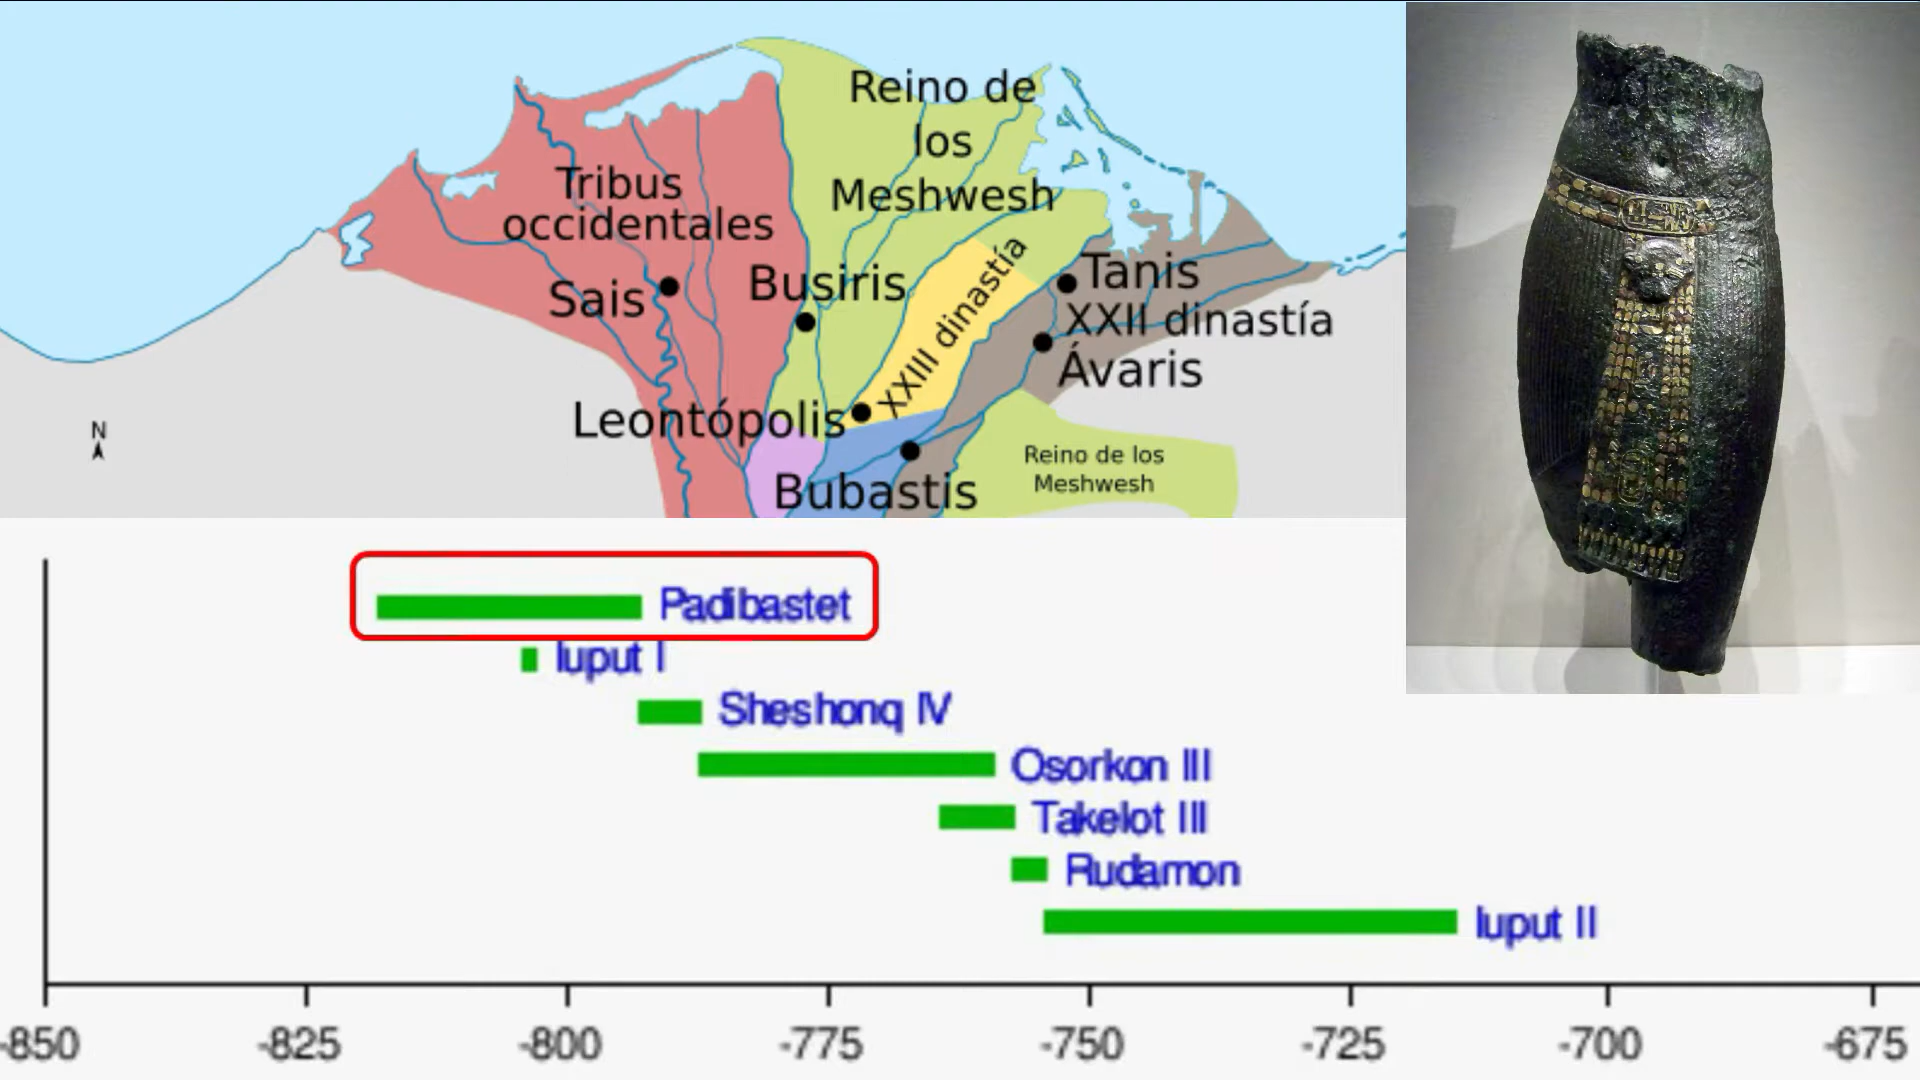 Reino de
los
Meshwesh
Tribus
occidentales
Sais
Busiris
XXIII dinastía
Tanis
XXII dinastía
Ávaris
Leontópolis
Bubastis
Reino de los
Meshwesh
N
Padibastet
Iuput I
Sheshonq IV
Osorkon III
Takelot III
Rudamon
Iuput II
-850 -825 -800 -775 -750 -725 -700 -675